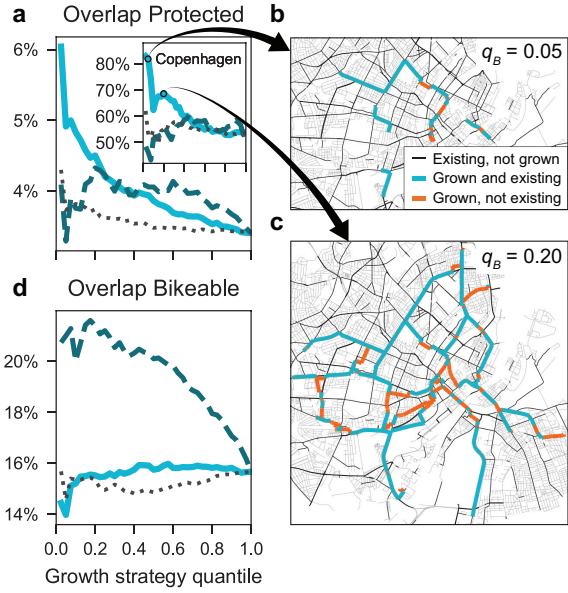 a
Overlap Protected
6%
5%
4%
Copenhagen
80%
70%
60%
50%
b
qB = 0.05
Existing, not grown
Grown and existing
Grown, not existing
c
qB = 0.20
d
Overlap Bikeable
20%
18%
16%
14%
0.0 0.2 0.4 0.6 0.8 1.0
Growth strategy quantile